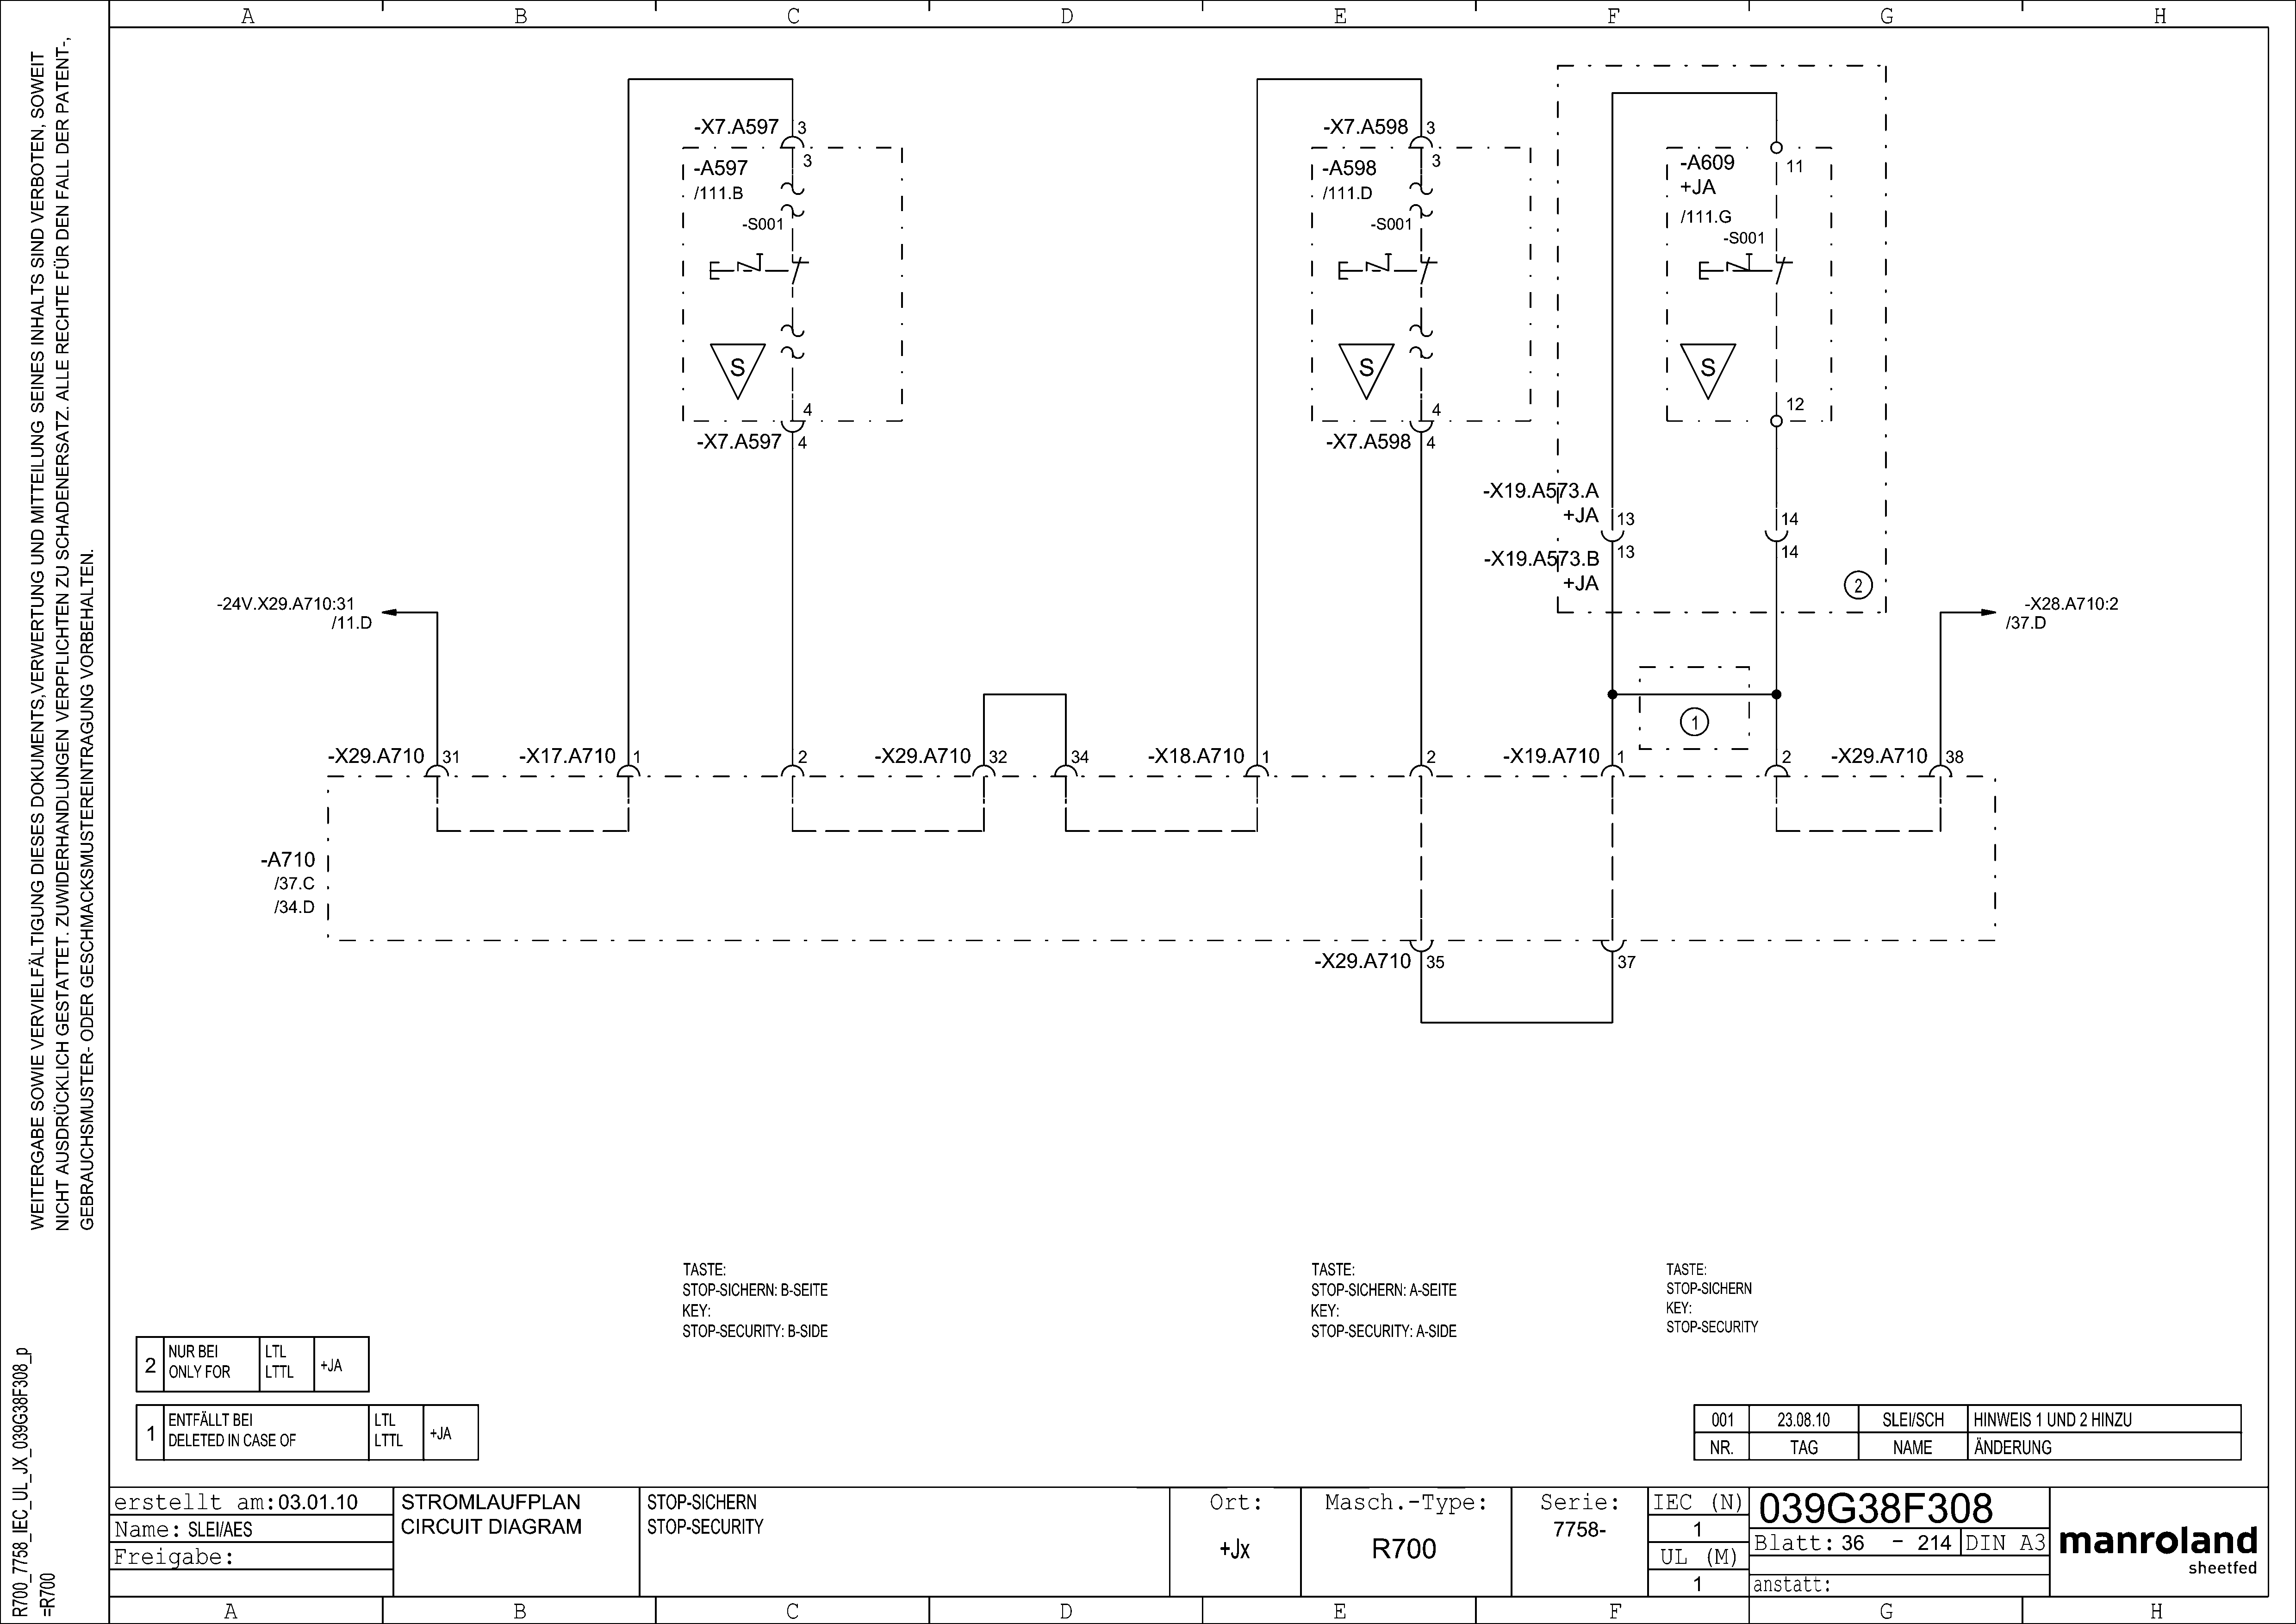 A B C D E F G H
WEITERGABE SOWIE VERVIELFÄLTIGUNG DIESES DOKUMENTS,VERWERTUNG UND MITTEILUNG SEINES INHALTS SIND VERBOTEN, SOWEIT
NICHT AUSDRÜCKLICH GESTATTET. ZUWIDERHANDLUNGEN VERPFLICHTEN ZU SCHADENERSATZ. ALLE RECHTE FÜR DEN FALL DER PATENT-,
GEBRAUCHSMUSTER- ODER GESCHMACKSMUSTEREINTRAGUNG VORBEHALTEN.
R700_7758_IEC_UL_JX_039G38F308_p
=R700
-X7.A597 3
3
-A597
/111.B
-S001
S
4
-X7.A597 4
-X7.A598 3
3
-A598
/111.D
-S001
S
4
-X7.A598 4
-A609
+JA
/111.G
11
-S001
S
12
-X19.A573.A
+JA 13 14
-X19.A573.B 13 14
+JA
2
-24V.X29.A710:31
/11.D
-X28.A710:2
/37.D
1
-X29.A710 31 -X17.A710 1 2 -X29.A710 32 34 -X18.A710 1 2 -X19.A710 1 2 -X29.A710 38
-A710
/37.C
/34.D
-X29.A710 35 37
TASTE:
STOP-SICHERN: B-SEITE
KEY:
STOP-SECURITY: B-SIDE
TASTE:
STOP-SICHERN: A-SEITE
KEY:
STOP-SECURITY: A-SIDE
TASTE:
STOP-SICHERN
KEY:
STOP-SECURITY
2 NUR BEI LTL +JA
ONLY FOR LTTL
1 ENTFÄLLT BEI LTL +JA
DELETED IN CASE OF LTTL
001 23.08.10 SLEI/SCH HINWEIS 1 UND 2 HINZU
NR. TAG NAME ÄNDERUNG
erstellt am: 03.01.10
Name: SLEI/AES
Freigabe:
STROMLAUFPLAN
CIRCUIT DIAGRAM
STOP-SICHERN
STOP-SECURITY
Ort:
+Jx
Masch.-Type:
R700
Serie:
7758-
IEC (N)
1
UL (M)
1
039G38F308
Blatt: 36 - 214 DIN A3
anstatt:
manroland
sheetfed
A B C D E F G H